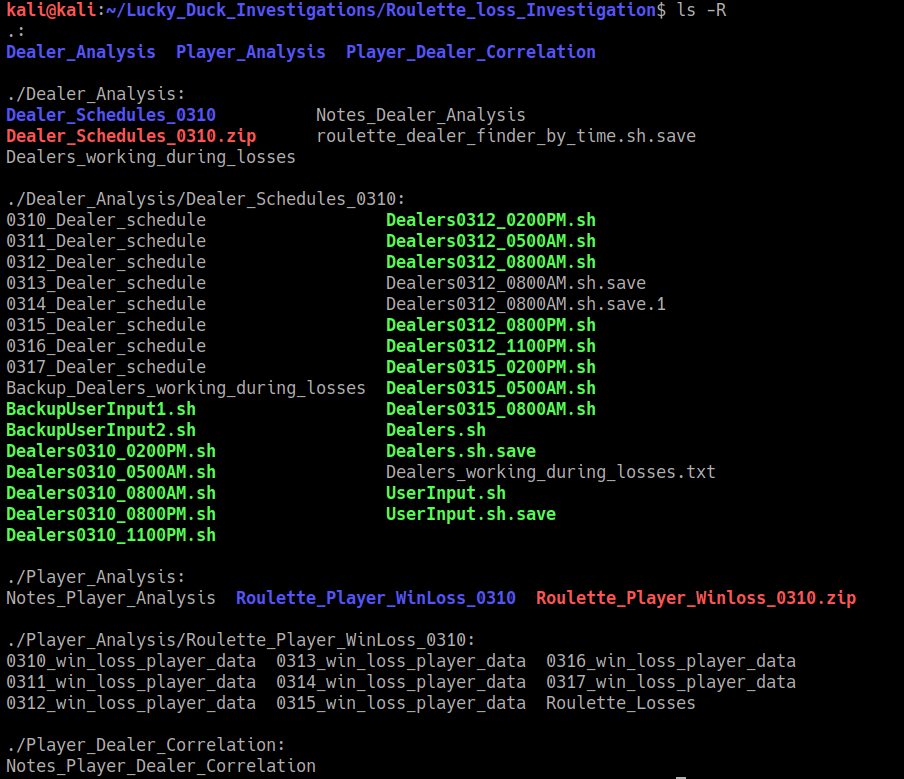 kali@kali:~/Lucky_Duck_Investigations/Roulette_loss_Investigation$ ls -R
.:
Dealer_Analysis  Player_Analysis  Player_Dealer_Correlation

./Dealer_Analysis:
Dealer_Schedules_0310          Notes_Dealer_Analysis
Dealer_Schedules_0310.zip      roulette_dealer_finder_by_time.sh.save
Dealers_working_during_losses

./Dealer_Analysis/Dealer_Schedules_0310:
0310_Dealer_schedule                  Dealers0312_0200PM.sh
0311_Dealer_schedule                  Dealers0312_0500AM.sh
0312_Dealer_schedule                  Dealers0312_0800AM.sh
0313_Dealer_schedule                  Dealers0312_0800AM.sh.save
0314_Dealer_schedule                  Dealers0312_0800AM.sh.save.1
0315_Dealer_schedule                  Dealers0312_0800PM.sh
0316_Dealer_schedule                  Dealers0312_1100PM.sh
0317_Dealer_schedule                  Dealers0315_0200PM.sh
Backup_Dealers_working_durng_losses  Dealers0315_0500AM.sh
BackupUserInput1.sh                   Dealers0315_0800AM.sh
BackupUserInput2.sh                   Dealers.sh
Dealers0310_0200PM.sh                 Dealers.sh.save
Dealers0310_0500AM.sh                 Dealers_working_during_losses.txt
Dealers0310_0800AM.sh                 UserInput.sh
Dealers0310_0800PM.sh                 UserInput.sh.save
Dealers0310_1100PM.sh

./Player_Analysis:
Notes_Player_Analysis  Roulette_Player_WinLoss_0310  Roulette_Player_Winloss_0310.zip

./Player_Analysis/Roulette_Player_WinLoss_0310:
0310_win_loss_player_data  0313_win_loss_player_data  0316_win_loss_player_data
0311_win_loss_player_data  0314_win_loss_player_data  0317_win_loss_player_data
0312_win_loss_player_data  0315_win_loss_player_data  Roulette_Losses

./Player_Dealer_Correlation:
Notes_Player_Dealer_Correlation